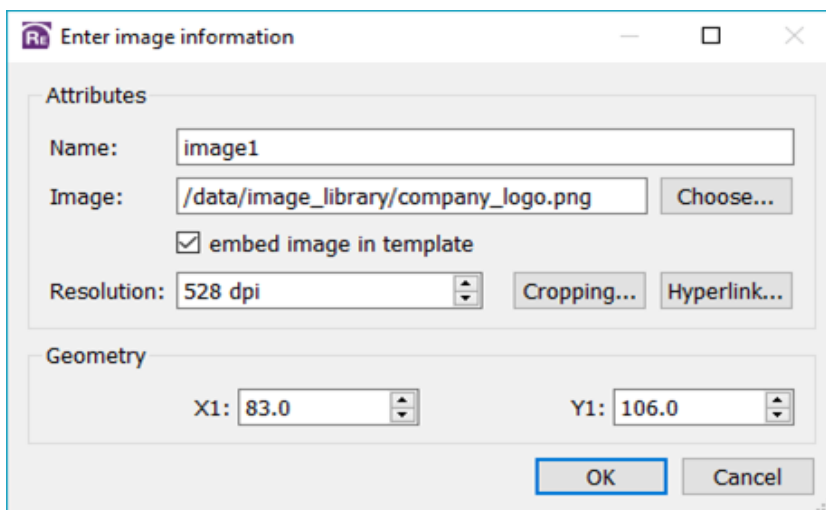 RE Enter image information
Attributes
Name: image1
Image: /data/image_library/company_logo.png Choose...
embed image in template
Resolution: 528 dpi Cropping... Hyperlink...
Geometry
X1: 83.0 Y1: 106.0
OK Cancel